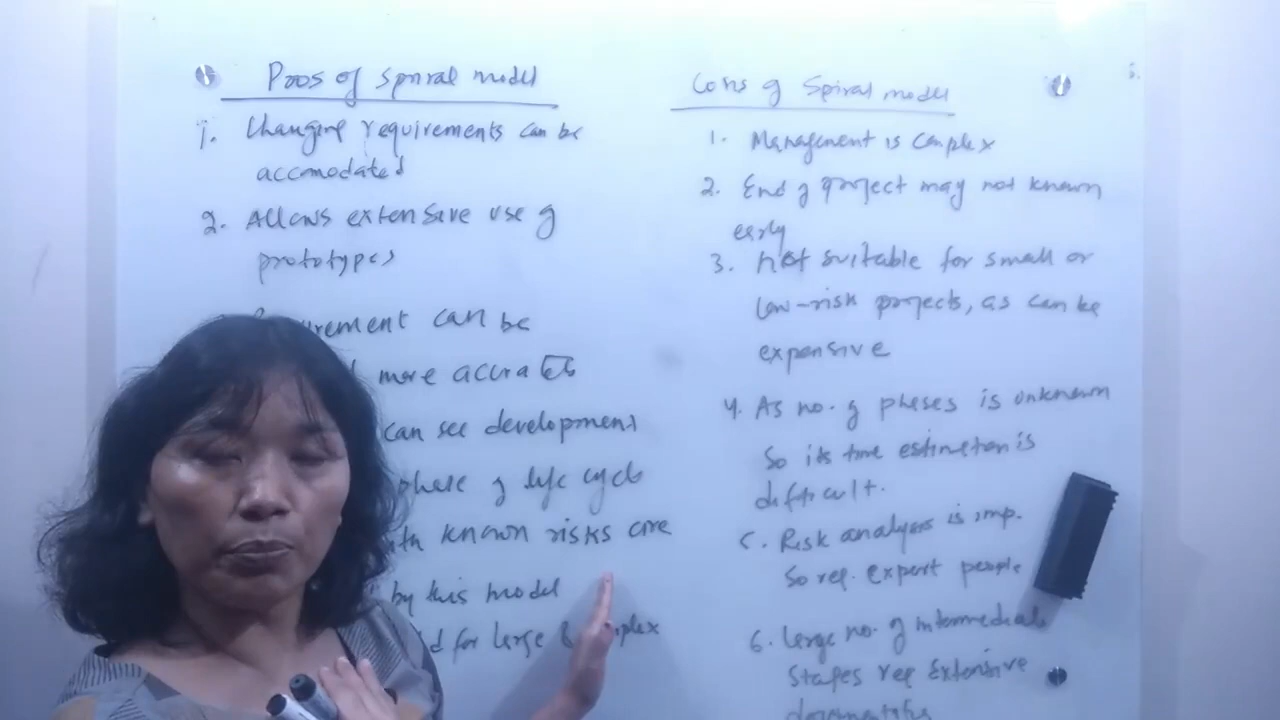 Pros of spiral model
1. Changing requirements can be
accomodated
2. Allows extensive use of
prototypes
can be
more accurate
can see development
phase of life cycle
known risks are
by this model
for large & 
Cons of Spiral model
1. Management is complex
2. End of project may not known
early
3. not suitable for small or
low-risk projects, as can be
expensive
4. As no. of phases is unknown
So its time estimation is
difficult.
5. Risk analysis is imp.
So req. expert people
6. Large no. of intermediate
stages req extensive